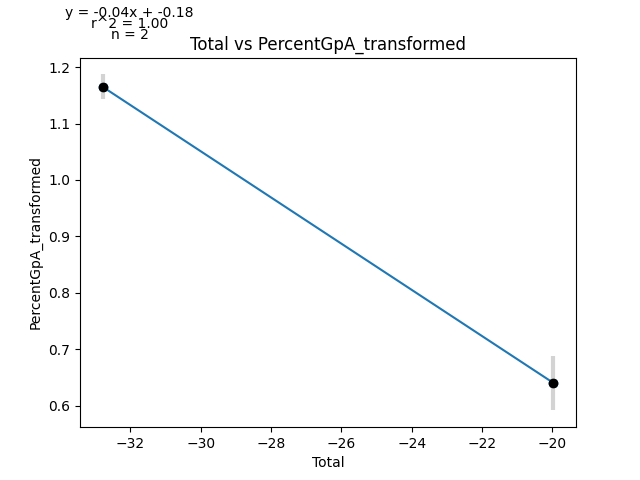 y = -0.04x + -0.18
r^2 = 1.00
n = 2
Total vs PercentGpA_transformed
PercentGpA_transformed
1.2
1.1
1.0
0.9
0.8
0.7
0.6
−32 −30 −28 −26 −24 −22 −20
Total